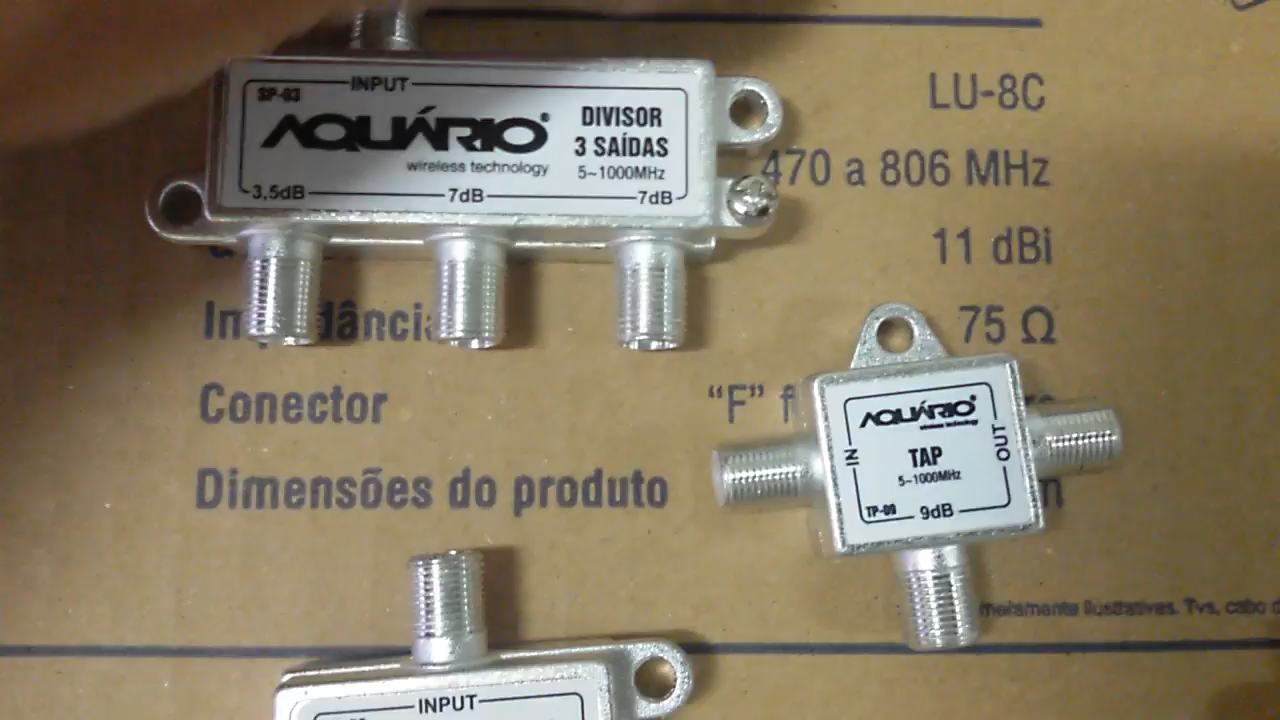 SP-03
INPUT
AQUÁRIO®
wireless technology
DIVISOR
3 SAÍDAS
5~1000MHz
3,5dB
7dB
7dB
LU-8C
470 a 806 MHz
11 dBi
75 Ω
Conector
“F”
Dimensões do produto
AQUÁRIO®
wireless technology
IN
OUT
TAP
5~1000MHz
TP-09
9dB
ilustrativas. Tvs, cabo
INPUT